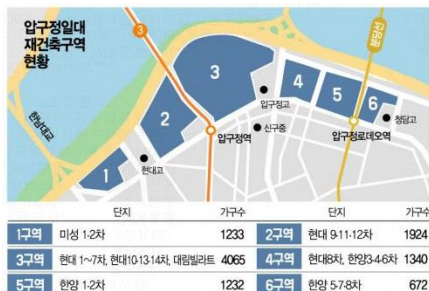 압구정일대
재건축구역
현황
3
분당선
3
4
5
6
2
1
압구정고
신구중
청담고
현대고
압구정역
압구정로데오역
한남대교
단지 가구수 단지 가구수
1구역 미성 1·2차 1233 2구역 현대 9·11·12차 1924
3구역 현대 1~7차, 현대10·13·14차, 대림빌라트 4065 4구역 현대8차, 한양3·4·6차 1340
5구역 한양 1·2차 1232 6구역 한양 5·7·8차 672